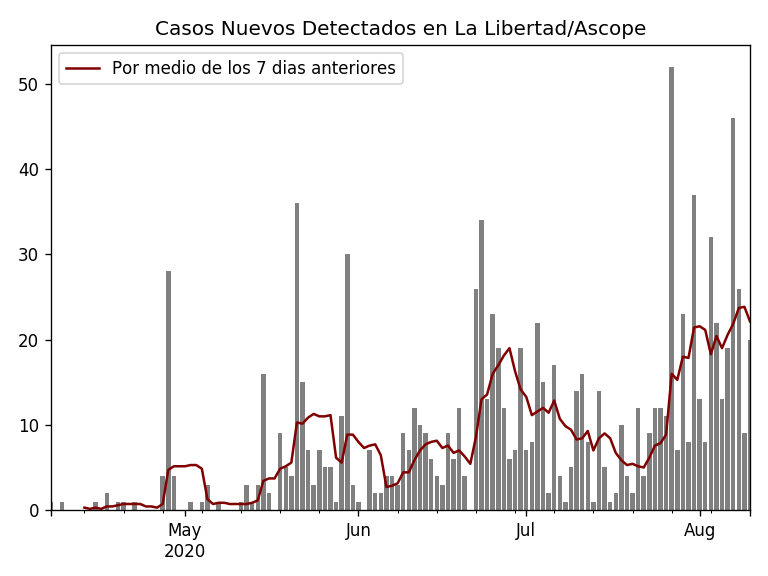 Casos Nuevos Detectados en La Libertad/Ascope
Por medio de los 7 dias anteriores
50
40
30
20
10
0
May
2020
Jun
Jul
Aug